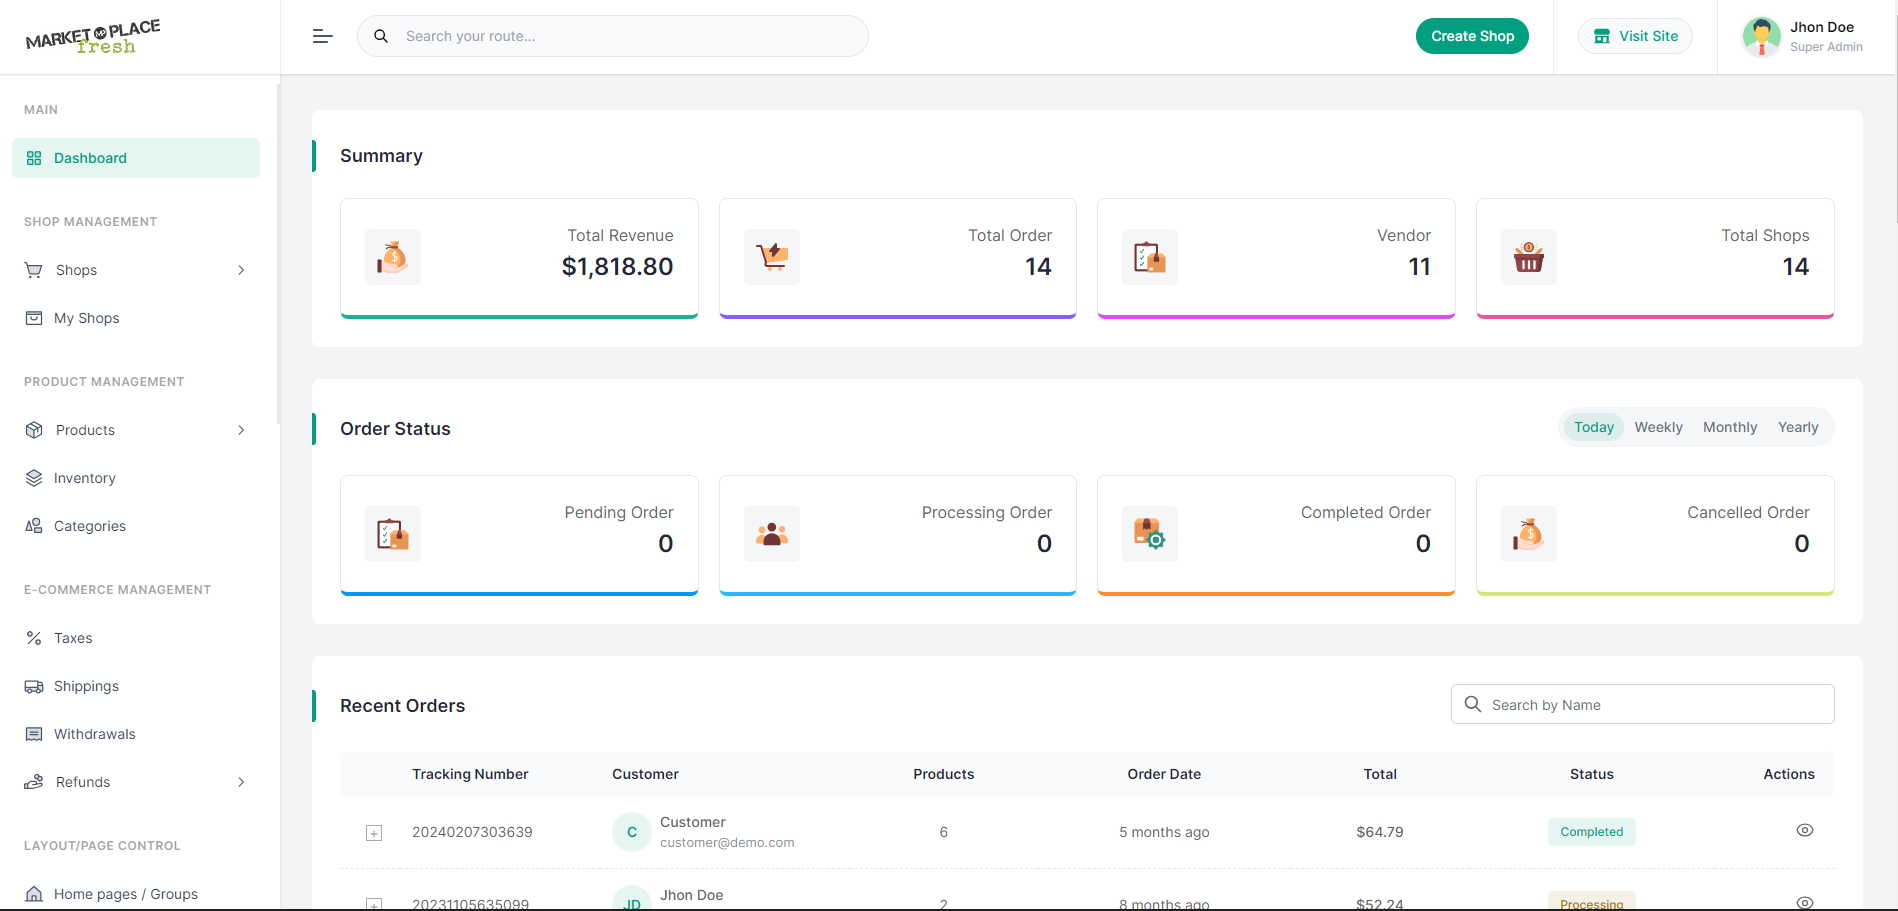 MARKET MP PLACE
fresh
Search your route...
Create Shop
Visit Site
Jhon Doe
Super Admin
MAIN
Dashboard
SHOP MANAGEMENT
Shops
My Shops
PRODUCT MANAGEMENT
Products
Inventory
Categories
E-COMMERCE MANAGEMENT
Taxes
Shippings
Withdrawals
Refunds
LAYOUT/PAGE CONTROL
Home pages / Groups
Summary
Total Revenue
$1,818.80
Total Order
14
Vendor
11
Total Shops
14
Order Status
Today Weekly Monthly Yearly
Pending Order
0
Processing Order
0
Completed Order
0
Cancelled Order
0
Recent Orders
Search by Name
Tracking Number Customer Products Order Date Total Status Actions
20240207303639 C Customer 6 5 months ago $64.79 Completed
customer@demo.com
20231105635099 JD Jhon Doe 2 8 months ago $52.24 Processing